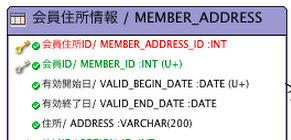 会員住所情報 / MEMBER_ADDRESS
会員住所ID/ MEMBER_ADDRESS_ID :INT
会員ID/ MEMBER_ID :INT (U+)
有効開始日/ VALID_BEGIN_DATE :DATE (U+)
有効終了日/ VALID_END_DATE :DATE
住所/ ADDRESS :VARCHAR(200)